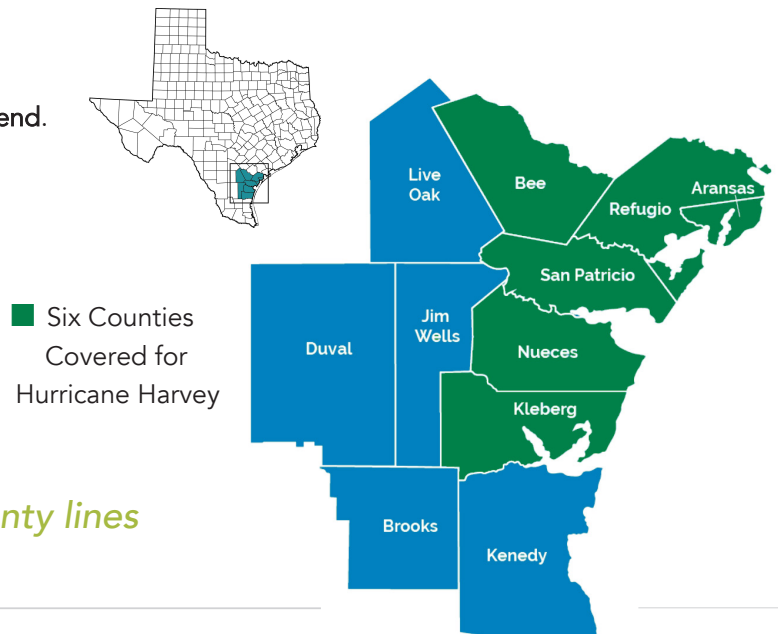 end.
Six Counties
Covered for
Hurricane Harvey
nty lines
Live
Oak
Bee
Refugio
Aransas
San Patricio
Duval
Jim
Wells
Nueces
Kleberg
Brooks
Kenedy